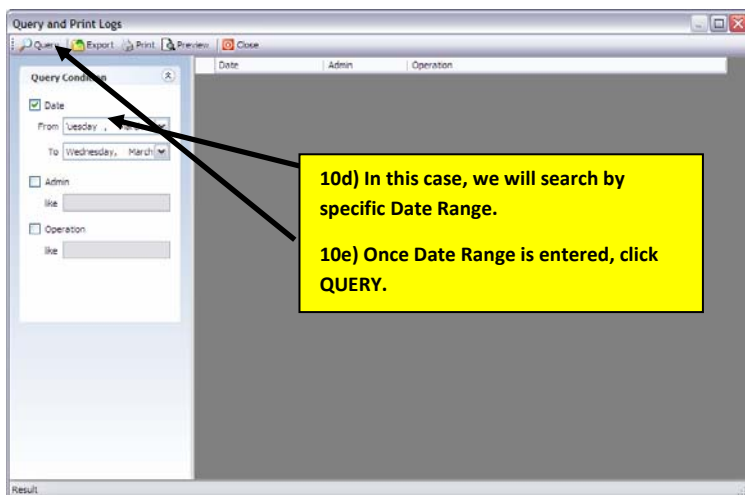 Query and Print Logs
Query Export Print Preview Close
Query Condition
Date Admin Operation
Date
From uesday ,
To Wednesday, March
Admin
like
Operation
like
10d) In this case, we will search by
specific Date Range.
10e) Once Date Range is entered, click
QUERY.
Result